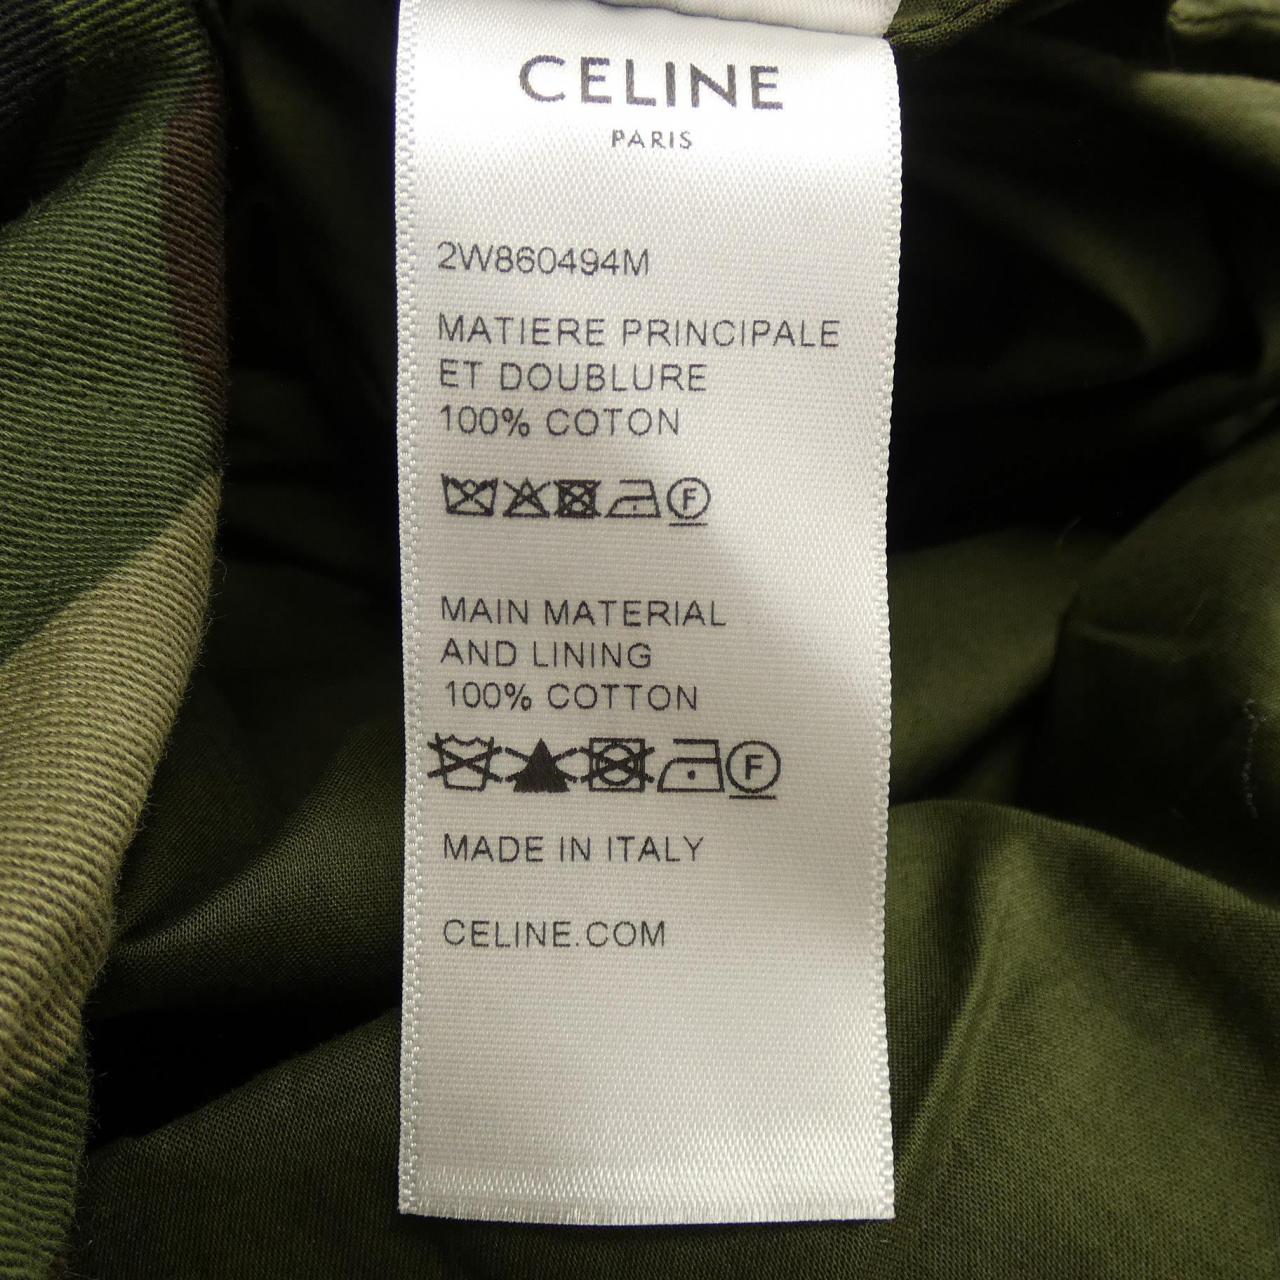 CELINE
PARIS
2W860494M
MATIERE PRINCIPALE
ET DOUBLURE
100% COTON
F
MAIN MATERIAL
AND LINING
100% COTTON
F
MADE IN ITALY
CELINE.COM